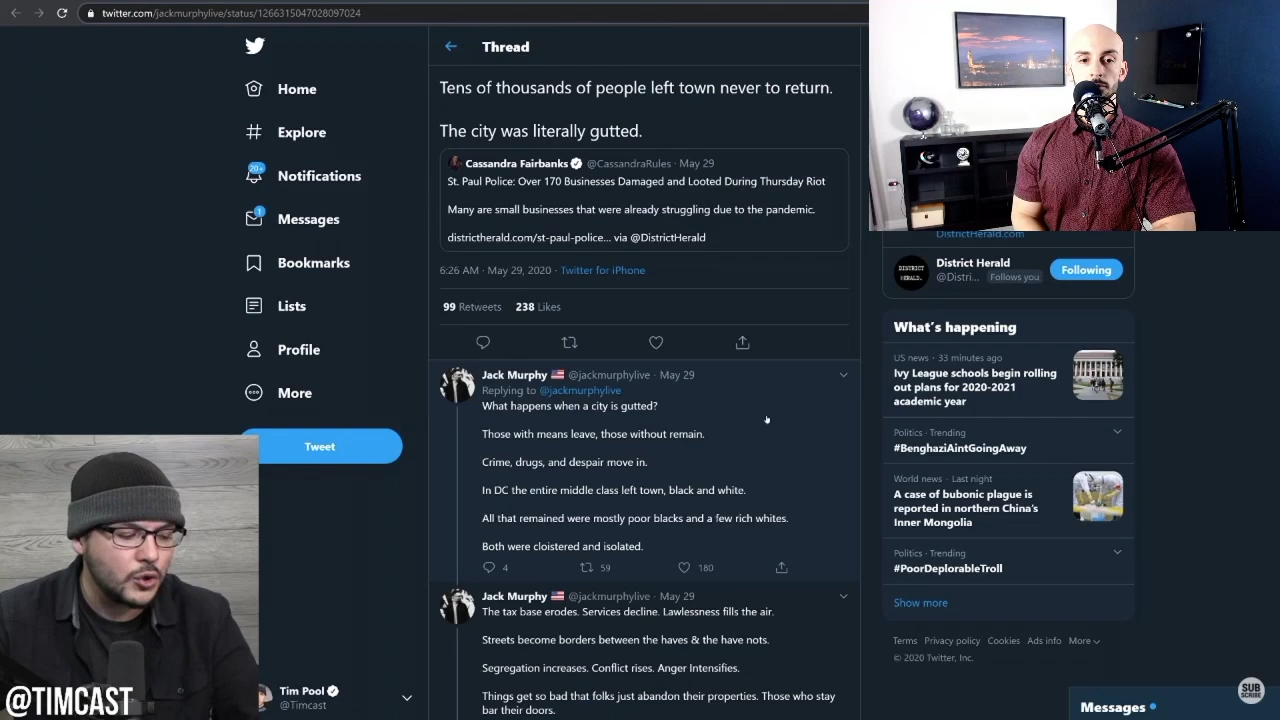 twitter.com/jackmurphylive/status/1266315047028097024
Home
Explore
20+
Notifications
1
Messages
Bookmarks
Lists
Profile
More
Tweet
Tim Pool
@Timcast
@TIMCAST
Thread
Tens of thousands of people left town never to return.
The city was literally gutted.
Cassandra Fairbanks @CassandraRules · May 29
St. Paul Police: Over 170 Businesses Damaged and Looted During Thursday Riot
Many are small businesses that were already struggling due to the pandemic.
districtherald.com/st-paul-police... via @DistrictHerald
6:26 AM · May 29, 2020 · Twitter for iPhone
99 Retweets 238 Likes
Jack Murphy @jackmurphylive · May 29
Replying to @jackmurphylive
What happens when a city is gutted?
Those with means leave, those without remain.
Crime, drugs, and despair move in.
In DC the entire middle class left town, black and white.
All that remained were mostly poor blacks and a few rich whites.
Both were cloistered and isolated.
4 59 180
Jack Murphy @jackmurphylive · May 29
The tax base erodes. Services decline. Lawlessness fills the air.
Streets become borders between the haves & the have nots.
Segregation increases. Conflict rises. Anger Intensifies.
Things get so bad that folks just abandon their properties. Those who stay
bar their doors.
DistrictHerald.com
DISTRICT
HERALD.
District Herald
@Distri... Follows you
Following
What's happening
US news · 33 minutes ago
Ivy League schools begin rolling
out plans for 2020-2021
academic year
Politics · Trending
#BenghaziAintGoingAway
World news · Last night
A case of bubonic plague is
reported in northern China's
Inner Mongolia
Politics · Trending
#PoorDeplorableTroll
Show more
Terms Privacy policy Cookies Ads info More
© 2020 Twitter, Inc.
SUB
SCRIBE
Messages